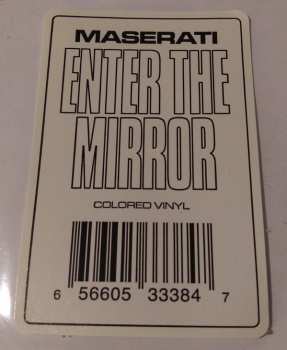 MASERATI
ENTER THE
MIRROR
COLORED VINYL
6 56605 33384 7